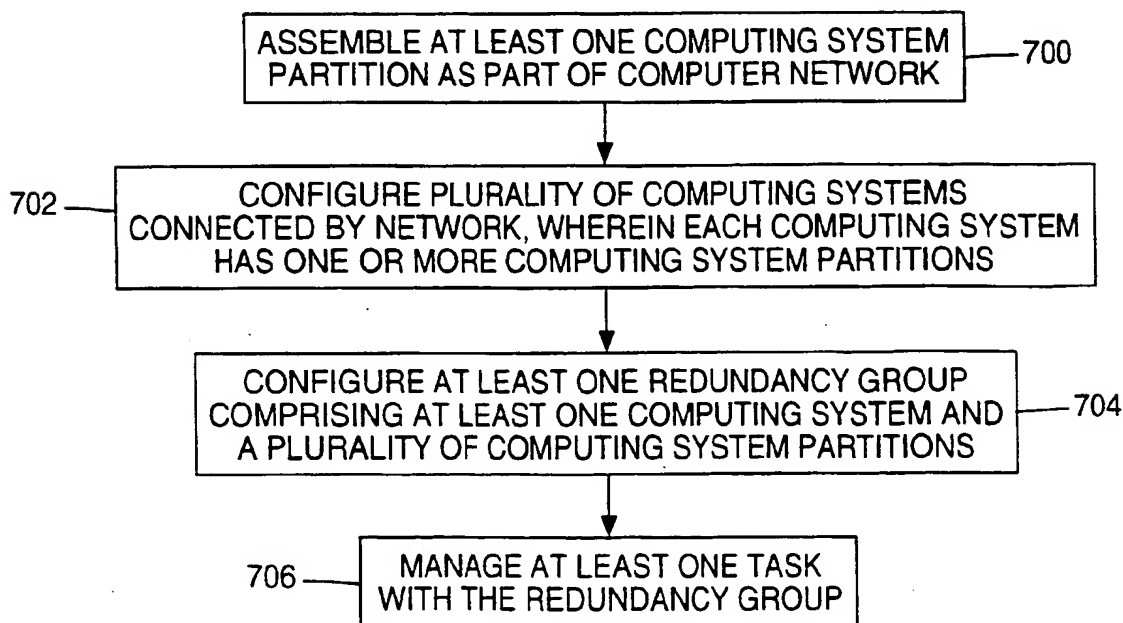 ASSEMBLE AT LEAST ONE COMPUTING SYSTEM
PARTITION AS PART OF COMPUTER NETWORK
700
702
CONFIGURE PLURALITY OF COMPUTING SYSTEMS
CONNECTED BY NETWORK, WHEREIN EACH COMPUTING SYSTEM
HAS ONE OR MORE COMPUTING SYSTEM PARTITIONS
CONFIGURE AT LEAST ONE REDUNDANCY GROUP
COMPRISING AT LEAST ONE COMPUTING SYSTEM AND
A PLURALITY OF COMPUTING SYSTEM PARTITIONS
704
706
MANAGE AT LEAST ONE TASK
WITH THE REDUNDANCY GROUP